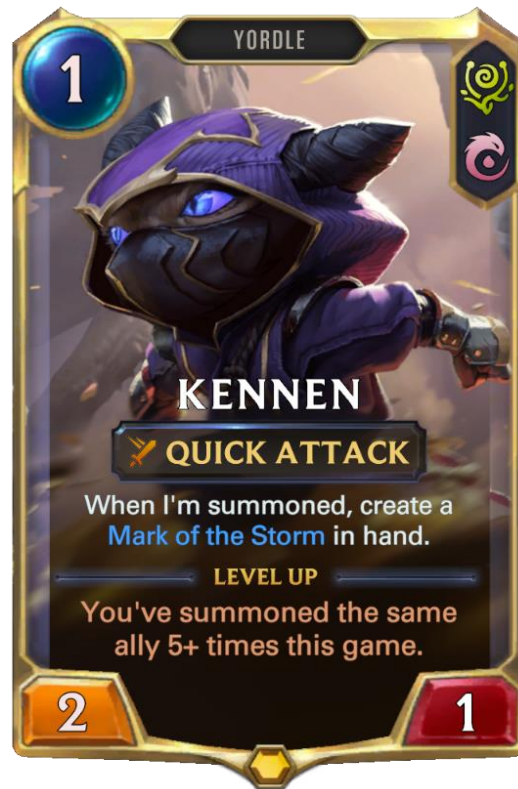 YORDLE
1
KENNEN
QUICK ATTACK
When I'm summoned, create a
Mark of the Storm in hand.
LEVEL UP
You've summoned the same
ally 5+ times this game.
2
1